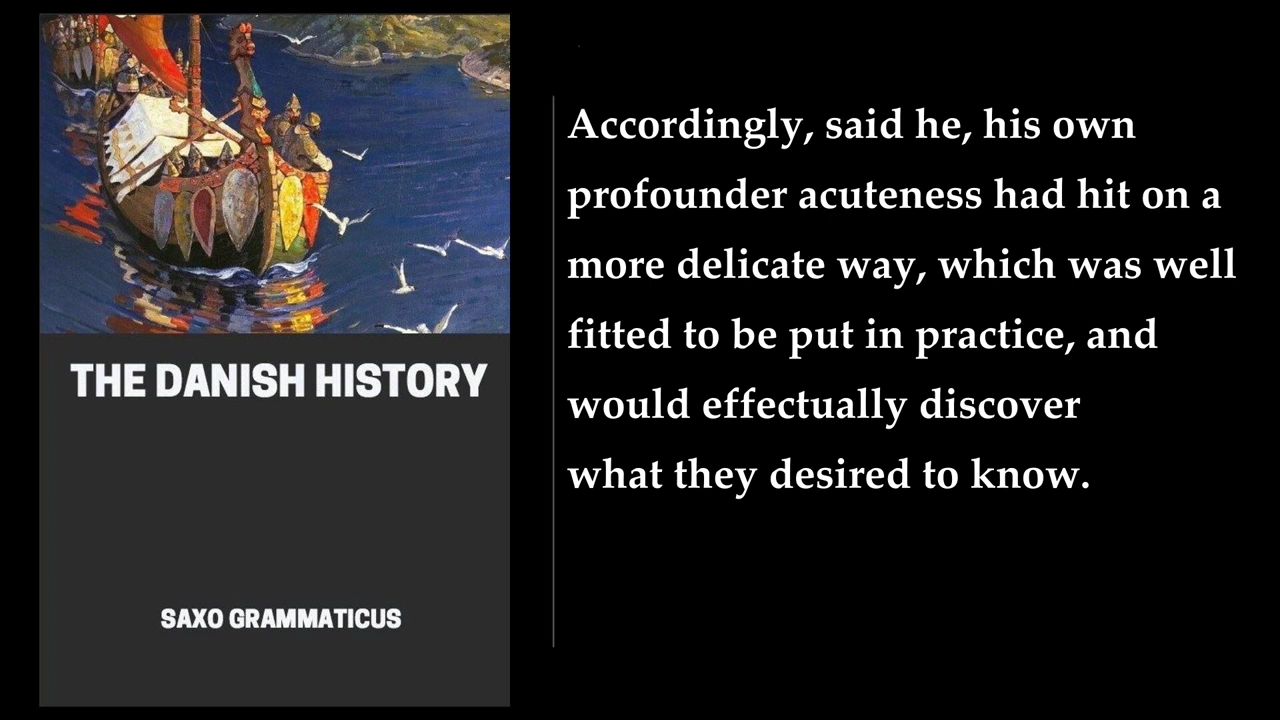 THE DANISH HISTORY
SAXO GRAMMATICUS
Accordingly, said he, his own
profounder acuteness had hit on a
more delicate way, which was well
fitted to be put in practice, and
would effectually discover
what they desired to know.